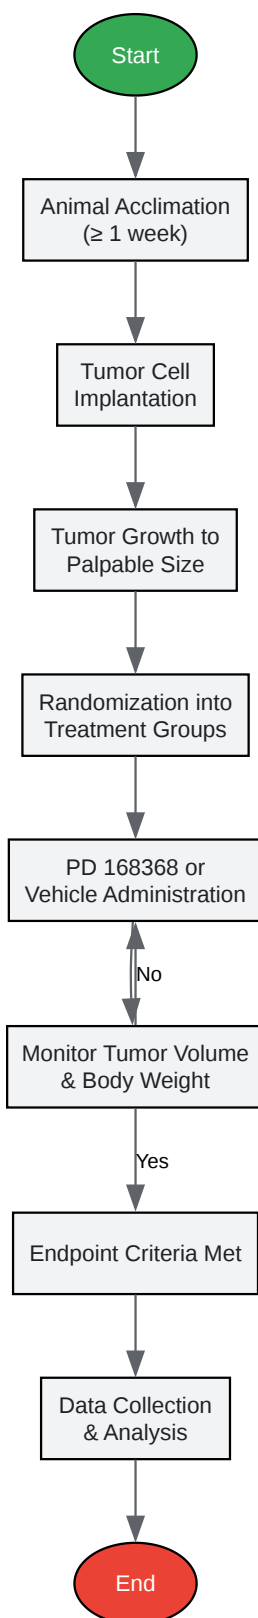 Start
Animal Acclimation
(≥ 1 week)
Tumor Cell
Implantation
Tumor Growth to
Palpable Size
Randomization into
Treatment Groups
PD 168368 or
Vehicle Administration
No
Monitor Tumor Volume
& Body Weight
Yes
Endpoint Criteria Met
Data Collection
& Analysis
End